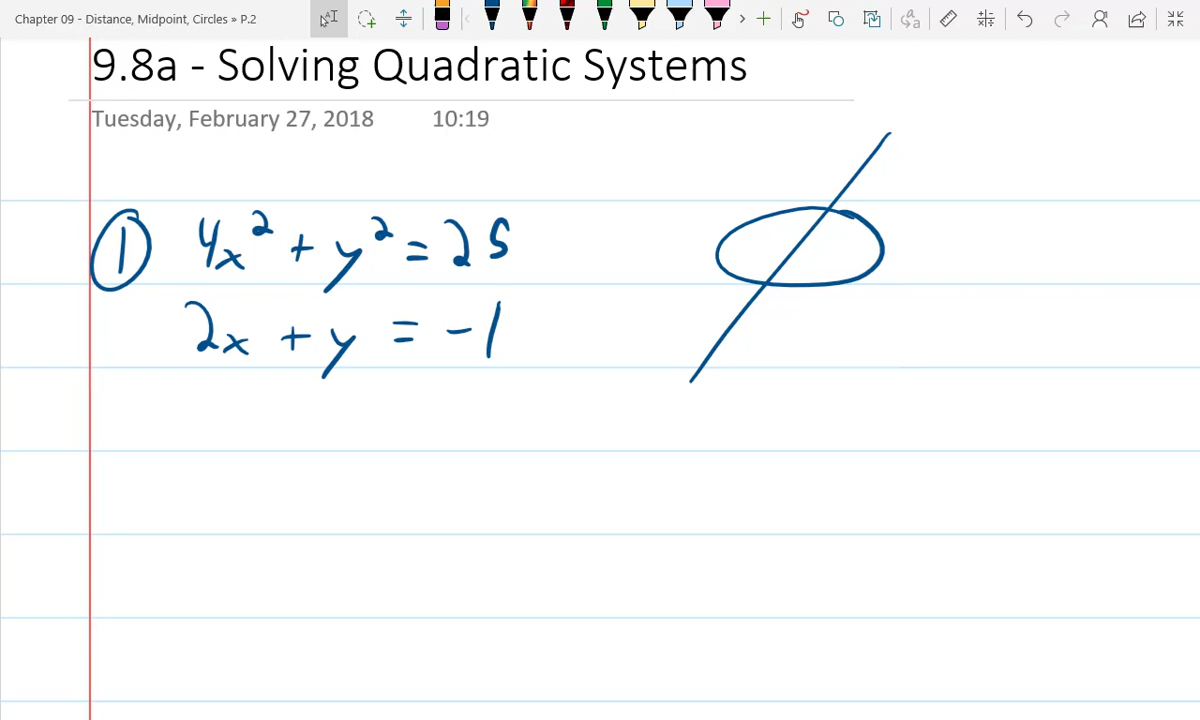 Chapter 09 - Distance, Midpoint, Circles » P.2
9.8a - Solving Quadratic Systems
Tuesday, February 27, 2018 10:19
① 4x² + y² = 25
2x + y = -1